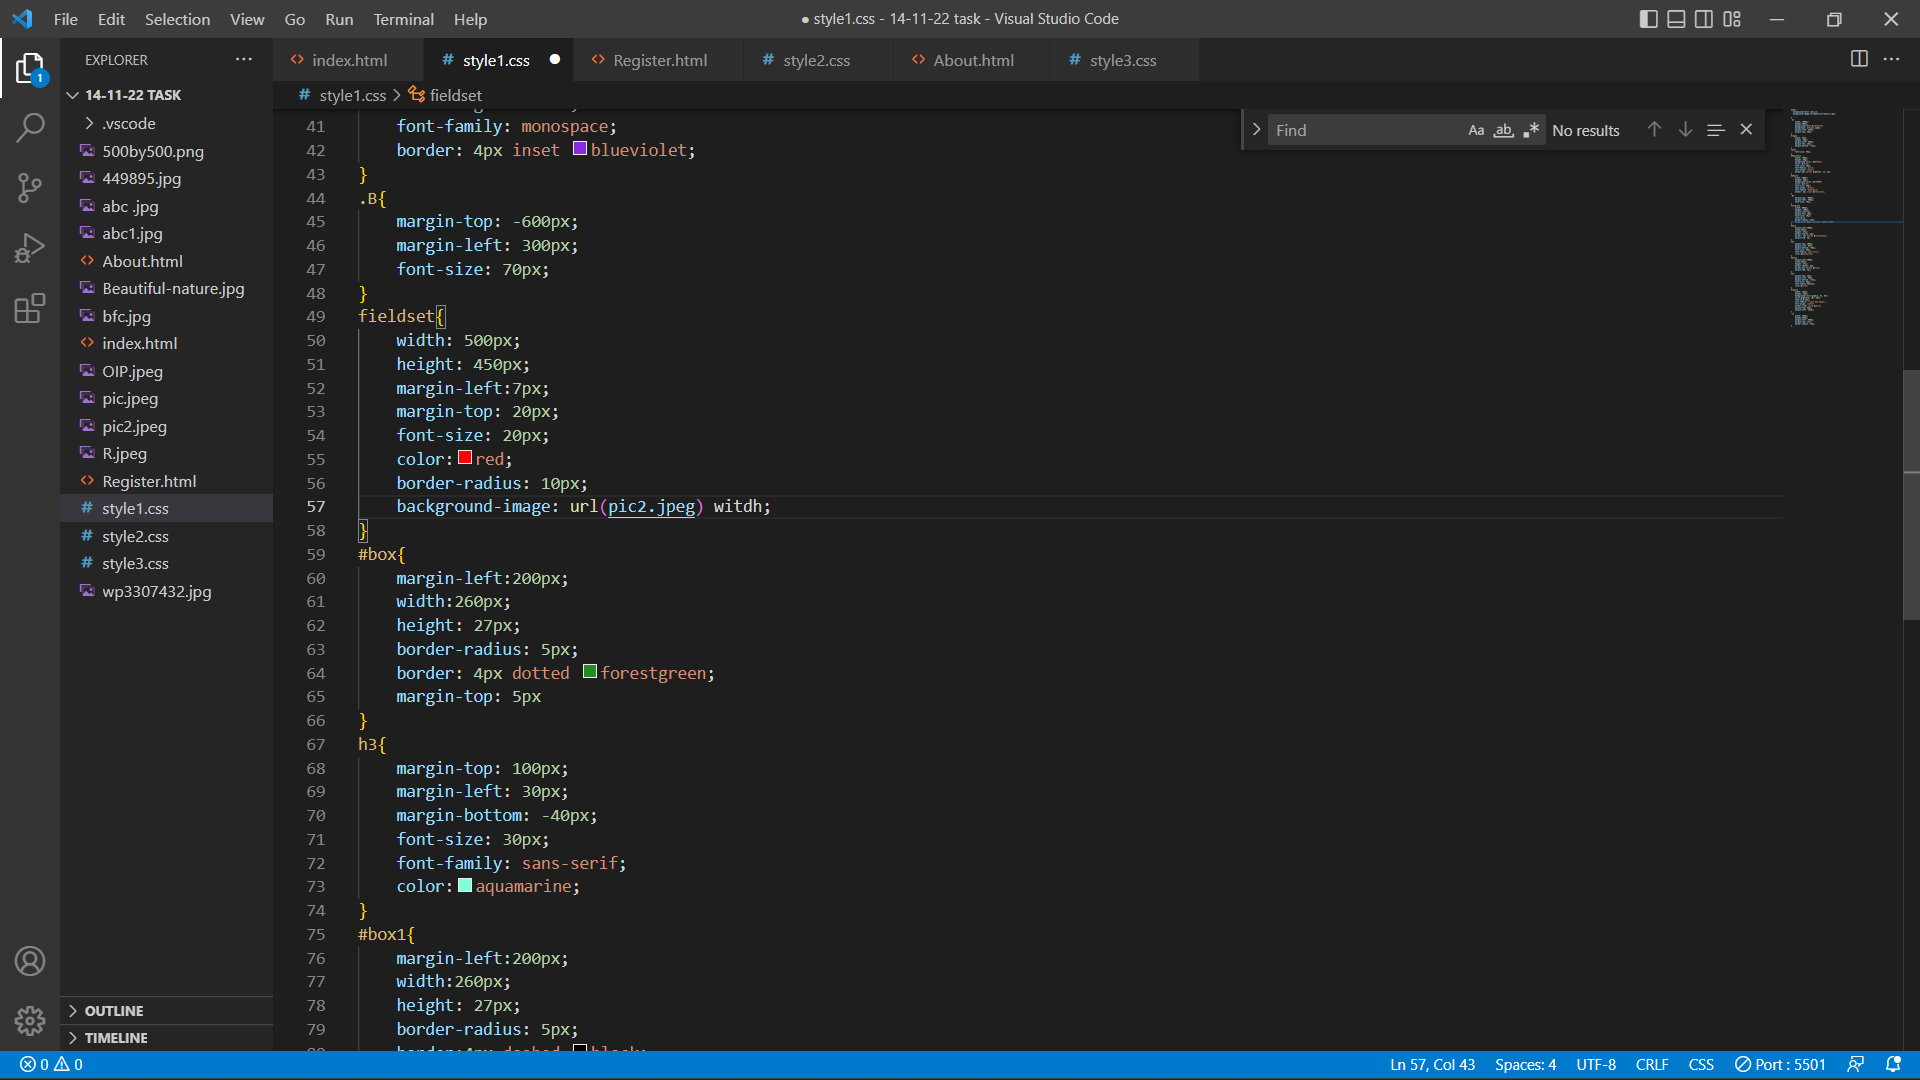 File Edit Selection View Go Run Terminal Help
● style1.css - 14-11-22 task - Visual Studio Code
EXPLORER
index.html
# style1.css
Register.html
# style2.css
About.html
# style3.css
14-11-22 TASK
# style1.css > fieldset
1
.vscode
500by500.png
449895.jpg
abc .jpg
abc1.jpg
About.html
Beautiful-nature.jpg
bfc.jpg
index.html
OIP.jpeg
pic.jpeg
pic2.jpeg
R.jpeg
Register.html
# style1.css
# style2.css
# style3.css
wp3307432.jpg
OUTLINE
TIMELINE
Find Aa ab No results
41 font-family: monospace;
42 border: 4px inset blueviolet;
43 }
44 .B{
45 margin-top: -600px;
46 margin-left: 300px;
47 font-size: 70px;
48 }
49 fieldset{
50 width: 500px;
51 height: 450px;
52 margin-left:7px;
53 margin-top: 20px;
54 font-size: 20px;
55 color: red;
56 border-radius: 10px;
57 background-image: url(pic2.jpeg) witdh;
58 }
59 #box{
60 margin-left:200px;
61 width:260px;
62 height: 27px;
63 border-radius: 5px;
64 border: 4px dotted forestgreen;
65 margin-top: 5px
66 }
67 h3{
68 margin-top: 100px;
69 margin-left: 30px;
70 margin-bottom: -40px;
71 font-size: 30px;
72 font-family: sans-serif;
73 color: aquamarine;
74 }
75 #box1{
76 margin-left:200px;
77 width:260px;
78 height: 27px;
79 border-radius: 5px;
0 0
Ln 57, Col 43 Spaces: 4 UTF-8 CRLF CSS Port : 5501